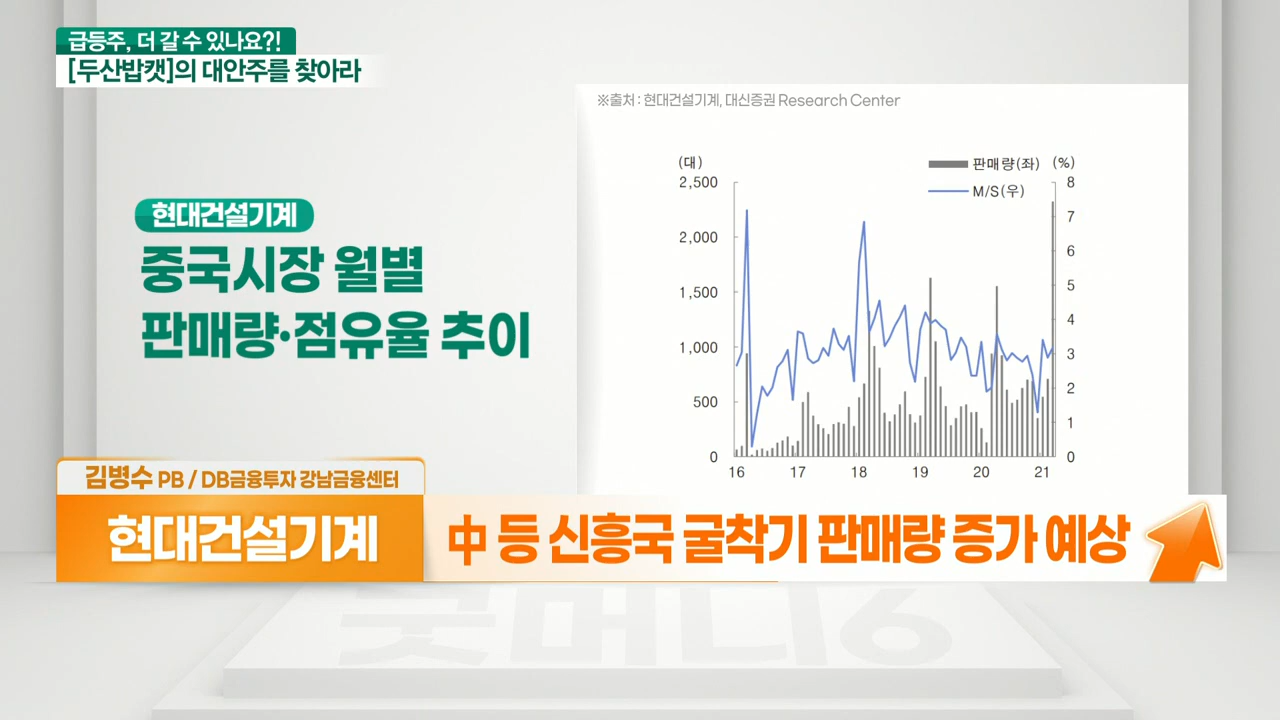 급등주, 더 갈 수 있나요?!
[두산밥캣]의 대안주를 찾아라
※출처 : 현대건설기계, 대신증권 Research Center
현대건설기계
중국시장 월별
판매량·점유율 추이
(대)
판매량(좌)
(%)
M/S(우)
2,500
2,000
1,500
1,000
500
0
8
7
6
5
4
3
2
1
0
16 17 18 19 20 21
김병수 PB / DB금융투자 강남금융센터
현대건설기계
中 등 신흥국 굴착기 판매량 증가 예상
굿머니6